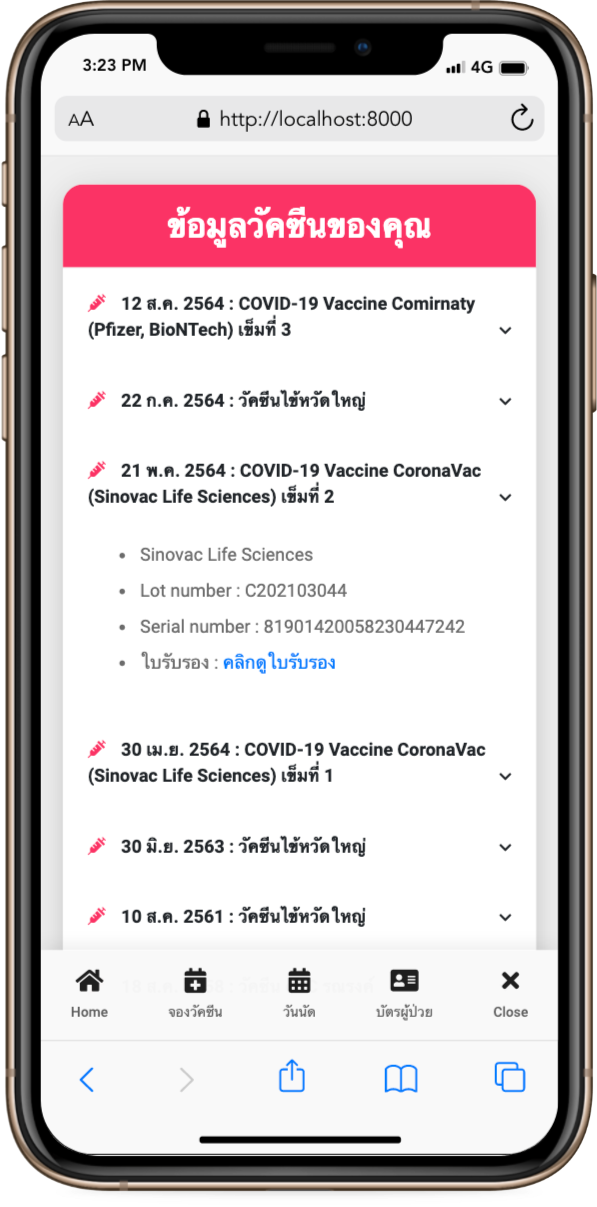 3:23 PM
4G
AA
http://localhost:8000
ข้อมูลวัคซีนของคุณ
12 ส.ค. 2564 : COVID-19 Vaccine Comirnaty
(Pfizer, BioNTech) เข็มที่ 3
22 ก.ค. 2564 : วัคซีนไข้หวัดใหญ่
21 พ.ค. 2564 : COVID-19 Vaccine CoronaVac
(Sinovac Life Sciences) เข็มที่ 2
Sinovac Life Sciences
Lot number : C202103044
Serial number : 81901420058230447242
ใบรับรอง : คลิกดูใบรับรอง
30 เม.ย. 2564 : COVID-19 Vaccine CoronaVac
(Sinovac Life Sciences) เข็มที่ 1
30 มิ.ย. 2563 : วัคซีนไข้หวัดใหญ่
10 ส.ค. 2561 : วัคซีนไข้หวัดใหญ่
Home
จองวัคซีน
วันนัด
บัตรผู้ป่วย
Close